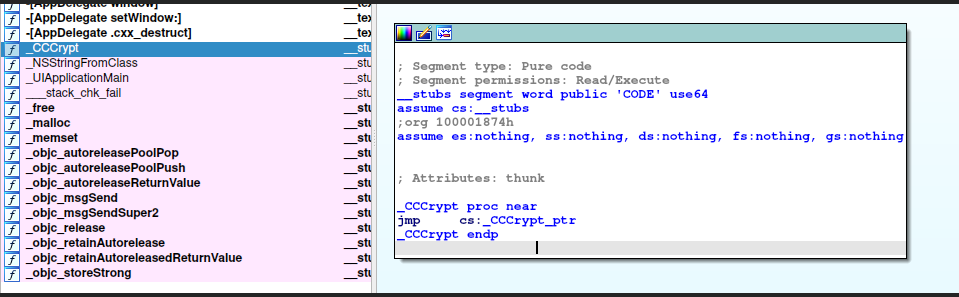 -[AppDelegate window] __tex
-[AppDelegate setWindow:] __tex
-[AppDelegate .cxx_destruct] __tex
f _CCCrypt __stu
f _NSStringFromClass __stu
f _UIApplicationMain __stu
f ___stack_chk_fail __stu
f _free __stu
f _malloc __stu
f _memset __stu
f _objc_autoreleasePoolPop __stu
f _objc_autoreleasePoolPush __stu
f _objc_autoreleaseReturnValue __stu
f _objc_msgSend __stu
f _objc_msgSendSuper2 __stu
f _objc_release __stu
f _objc_retainAutorelease __stu
f _objc_retainAutoreleasedReturnValue __stu
f _objc_storeStrong __stu
; Segment type: Pure code
; Segment permissions: Read/Execute
__stubs segment word public 'CODE' use64
assume cs:__stubs
;org 100001874h
assume es:nothing, ss:nothing, ds:nothing, fs:nothing, gs:nothing
; Attributes: thunk
_CCCrypt proc near
jmp cs:_CCCrypt_ptr
_CCCrypt endp